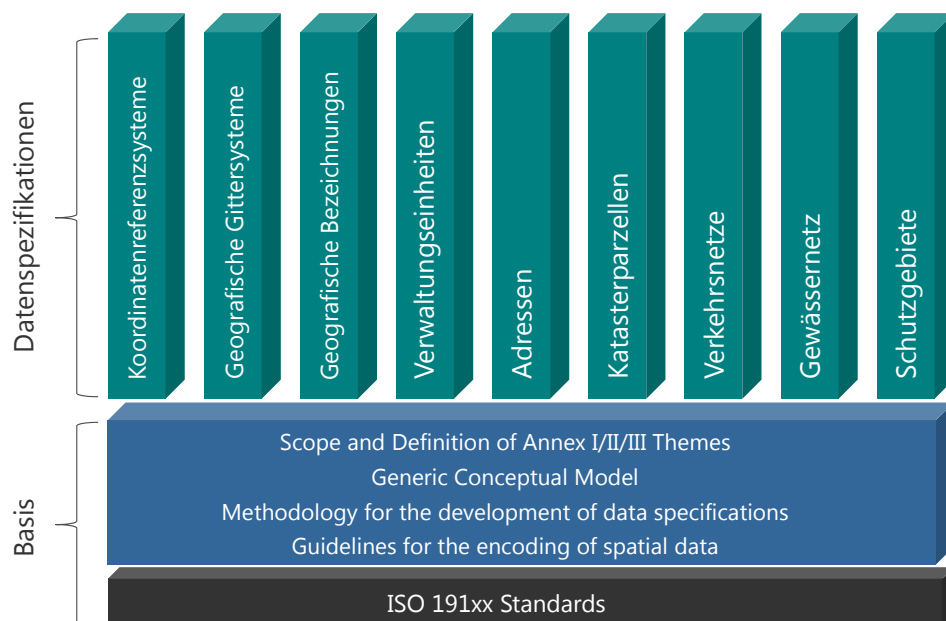 Datenspezifikationen
Koordinatenreferenzsysteme
Geografische Gittersysteme
Geografische Bezeichnungen
Verwaltungseinheiten
Adressen
Katasterparzellen
Verkehrsnetze
Gewässernetz
Schutzgebiete
Basis
Scope and Definition of Annex I/II/III Themes
Generic Conceptual Model
Methodology for the development of data specifications
Guidelines for the encoding of spatial data
ISO 191xx Standards